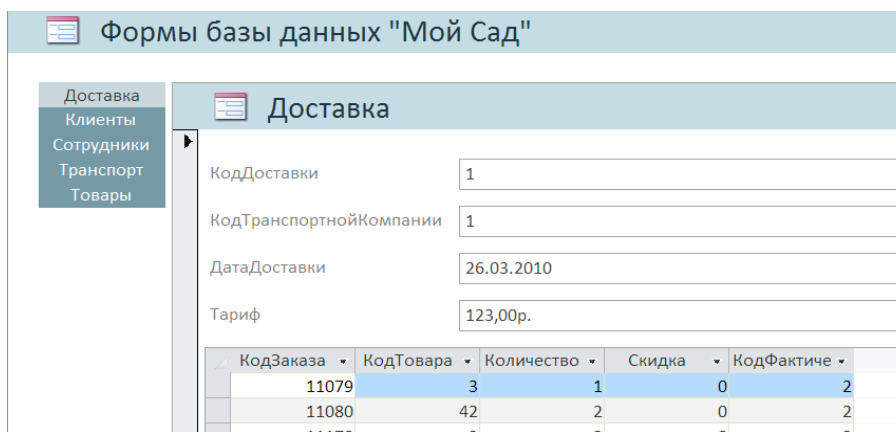 Формы базы данных "Мой Сад"
Доставка
Клиенты
Сотрудники
Транспорт
Товары
Доставка
КодДоставки 1
КодТранспортнойКомпании 1
ДатаДоставки 26.03.2010
Тариф 123,00р.
КодЗаказа КодТовара Количество Скидка КодФактиче
11079 3 1 0 2
11080 42 2 0 2